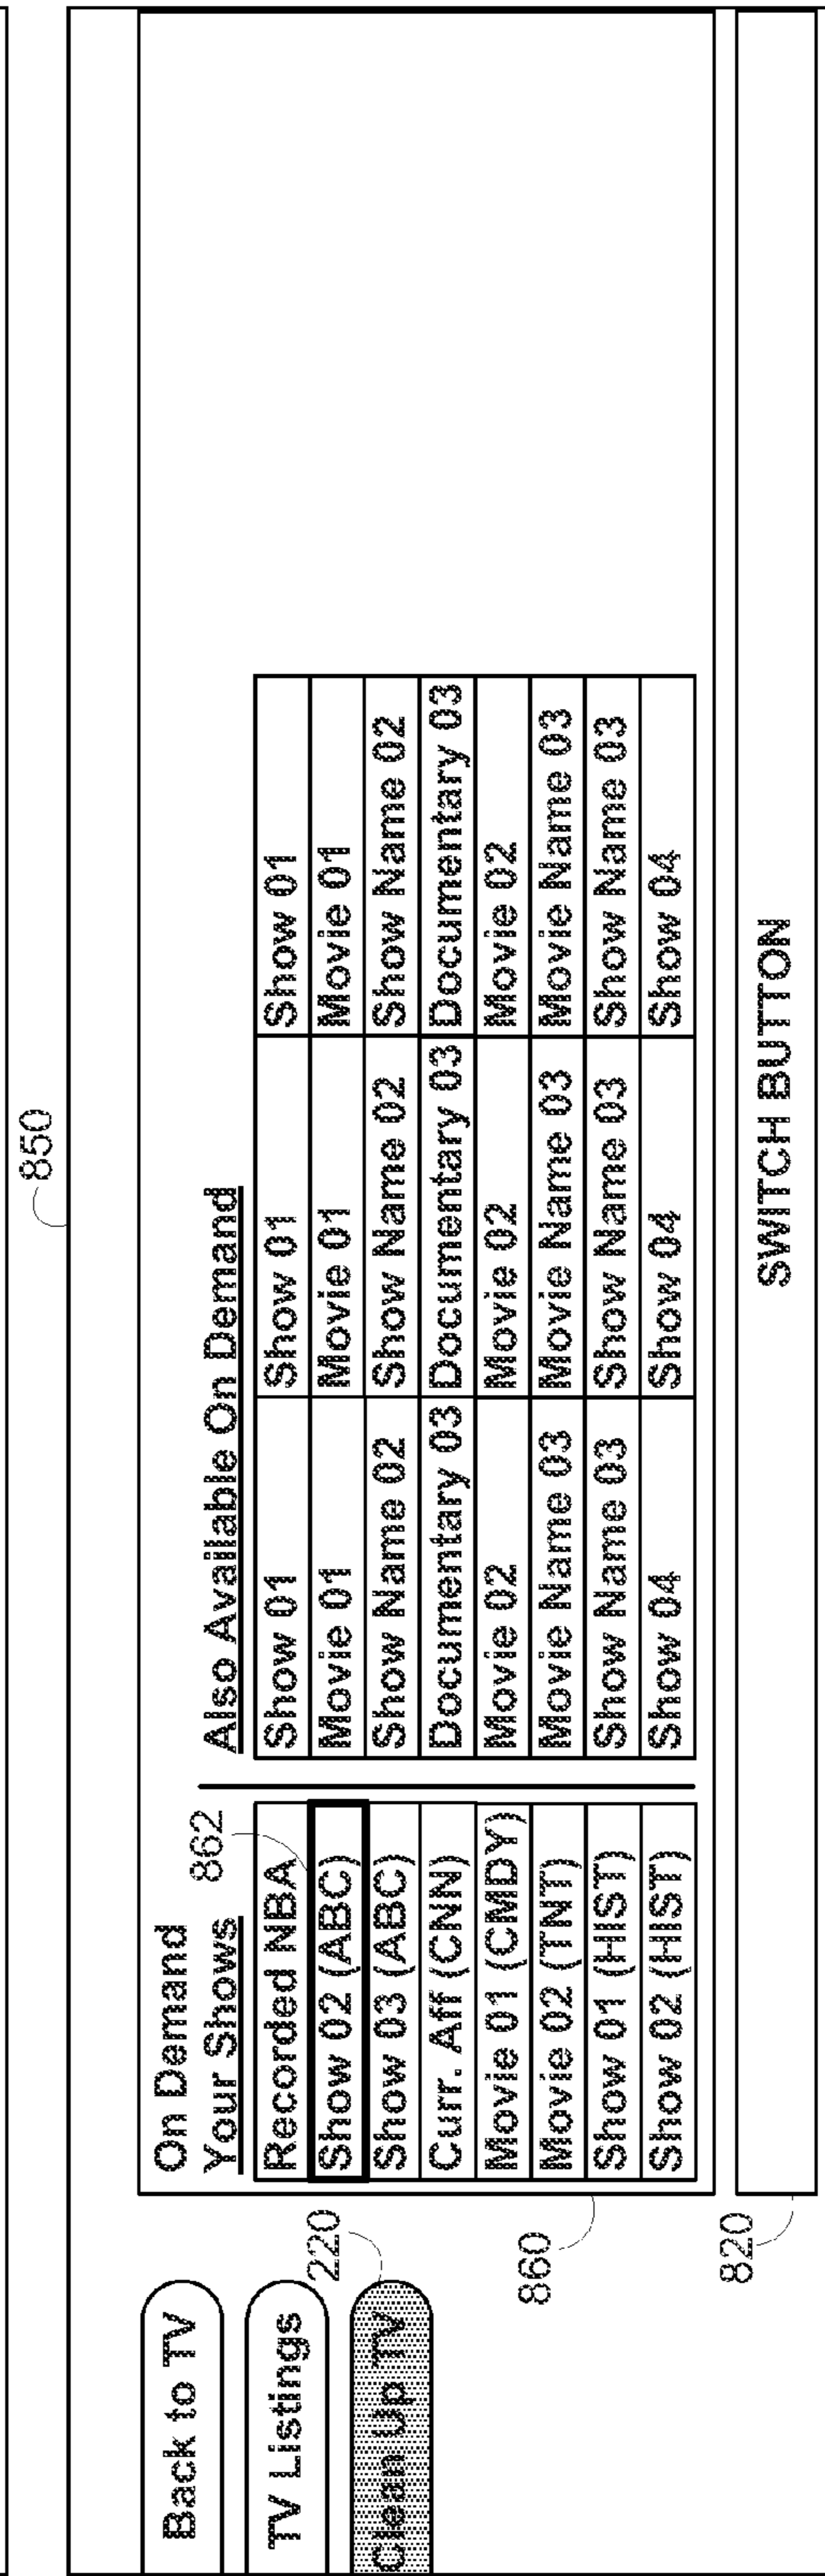 850
Back to TV
TV Listings
Clean Up TV
220
On Demand
Your Shows
862
Recorded NBA
Show 02 (ABC)
Show 03 (ABC)
Curr. Aff (CNN)
Movie 01 (CMDY)
Movie 02 (TNT)
Show 01 (HIST)
Show 02 (HIST)
860
Also Available On Demand
Show 01 Show 01 Show 01
Movie 01 Movie 01 Movie 01
Show Name 02 Show Name 02 Show Name 02
Documentary 03 Documentary 03 Documentary 03
Movie 02 Movie 02 Movie 02
Movie Name 03 Movie Name 03 Movie Name 03
Show Name 03 Show Name 03 Show Name 03
Show 04 Show 04 Show 04
820
SWITCH BUTTON